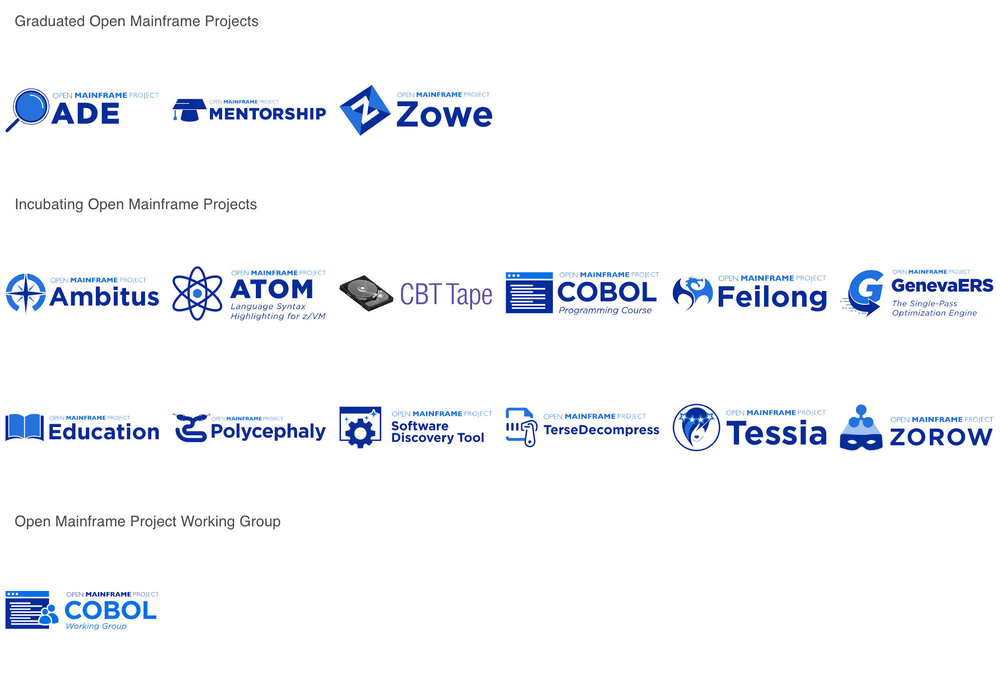 Graduated Open Mainframe Projects
OPEN MAINFRAME PROJECT
ADE
OPEN MAINFRAME PROJECT
MENTORSHIP
OPEN MAINFRAME PROJECT
Zowe
Incubating Open Mainframe Projects
OPEN MAINFRAME PROJECT
Ambitus
OPEN MAINFRAME PROJECT
ATOM
Language Syntax
Highlighting for z/VM
CBT Tape
OPEN MAINFRAME PROJECT
COBOL
Programming Course
OPEN MAINFRAME PROJECT
Feilong
OPEN MAINFRAME PROJECT
GenevaERS
The Single-Pass
Optimization Engine
OPEN MAINFRAME PROJECT
Education
OPEN MAINFRAME PROJECT
Polycephaly
OPEN MAINFRAME PROJECT
Software
Discovery Tool
OPEN MAINFRAME PROJECT
TerseDecompress
OPEN MAINFRAME PROJECT
Tessia
OPEN MAINFRAME PROJECT
ZOROW
Open Mainframe Project Working Group
OPEN MAINFRAME PROJECT
COBOL
Working Group